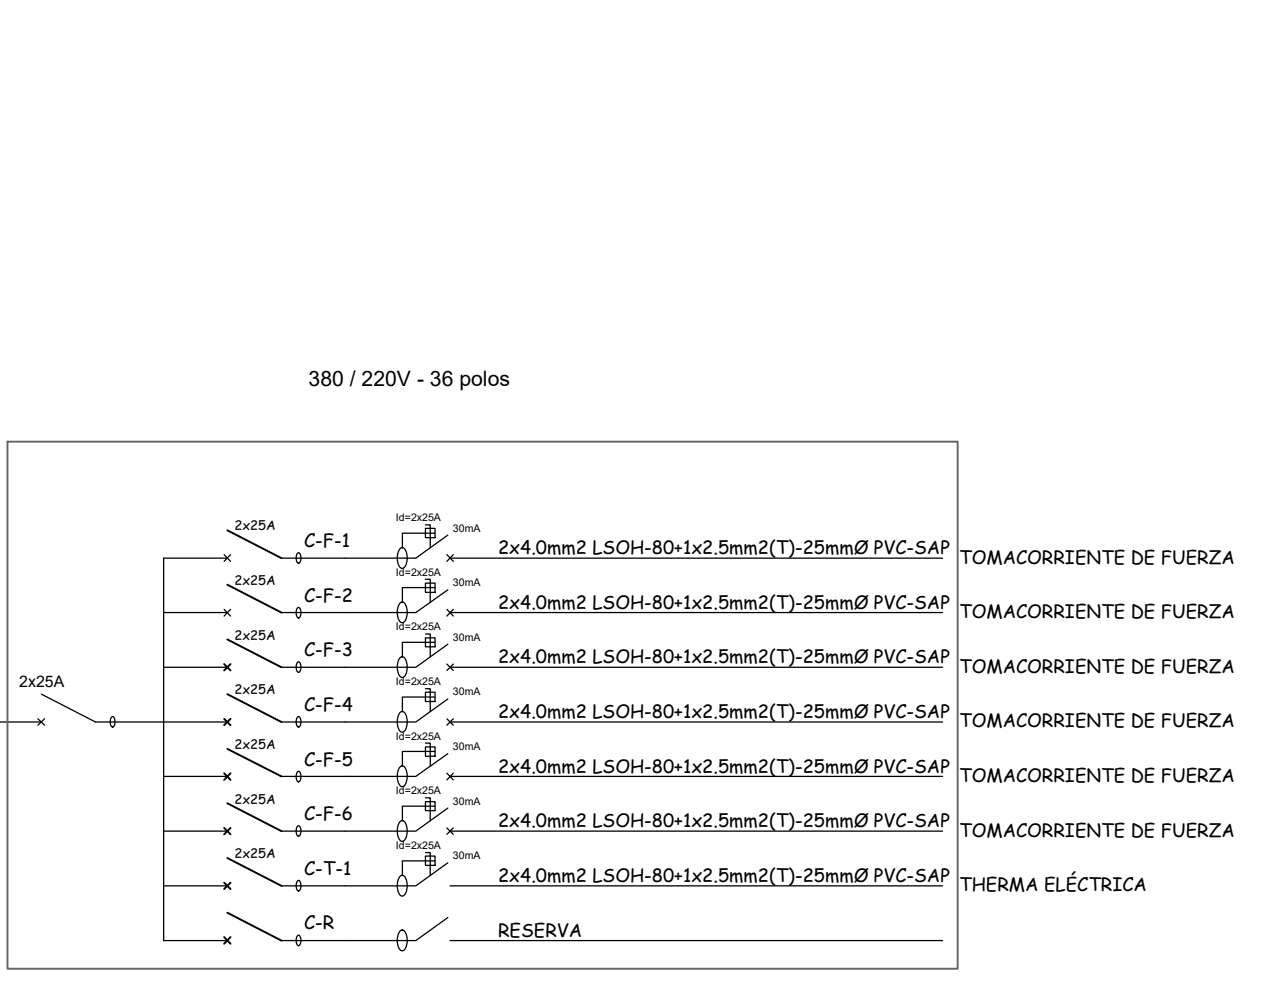 380 / 220V - 36 polos
2x25A
2x25A
C-F-1
Id=2x25A
30mA
2x4.0mm2 LSOH-80+1x2.5mm2(T)-25mmØ PVC-SAP
TOMACORRIENTE DE FUERZA
2x25A
C-F-2
Id=2x25A
30mA
2x4.0mm2 LSOH-80+1x2.5mm2(T)-25mmØ PVC-SAP
TOMACORRIENTE DE FUERZA
2x25A
C-F-3
Id=2x25A
30mA
2x4.0mm2 LSOH-80+1x2.5mm2(T)-25mmØ PVC-SAP
TOMACORRIENTE DE FUERZA
2x25A
C-F-4
Id=2x25A
30mA
2x4.0mm2 LSOH-80+1x2.5mm2(T)-25mmØ PVC-SAP
TOMACORRIENTE DE FUERZA
2x25A
C-F-5
Id=2x25A
30mA
2x4.0mm2 LSOH-80+1x2.5mm2(T)-25mmØ PVC-SAP
TOMACORRIENTE DE FUERZA
2x25A
C-F-6
Id=2x25A
30mA
2x4.0mm2 LSOH-80+1x2.5mm2(T)-25mmØ PVC-SAP
TOMACORRIENTE DE FUERZA
2x25A
C-T-1
Id=2x25A
30mA
2x4.0mm2 LSOH-80+1x2.5mm2(T)-25mmØ PVC-SAP
THERMA ELÉCTRICA
C-R
RESERVA